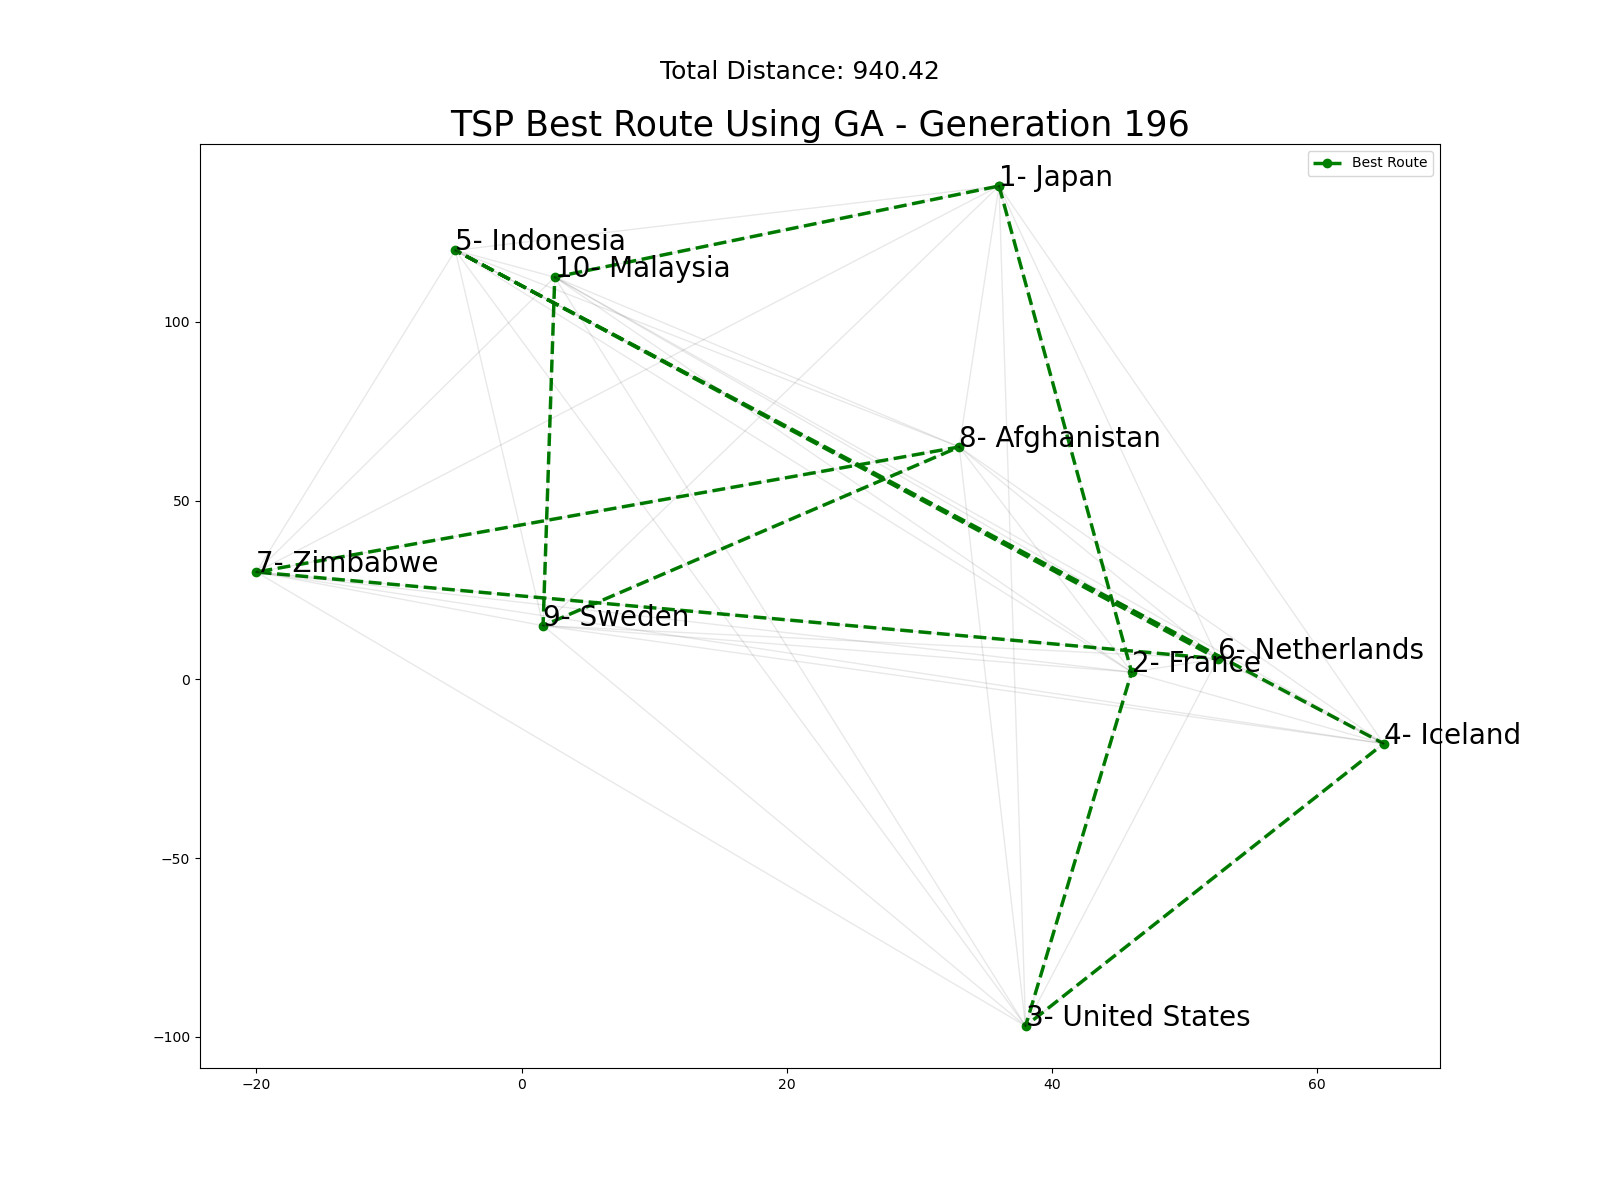 Total Distance: 940.42
TSP Best Route Using GA - Generation 196
Best Route
1- Japan
5- Indonesia
10- Malaysia
8- Afghanistan
7- Zimbabwe
9- Sweden
6- Netherlands
2- France
4- Iceland
3- United States
100
50
0
−50
−100
−20
0
20
40
60